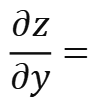 ∂z/∂y =